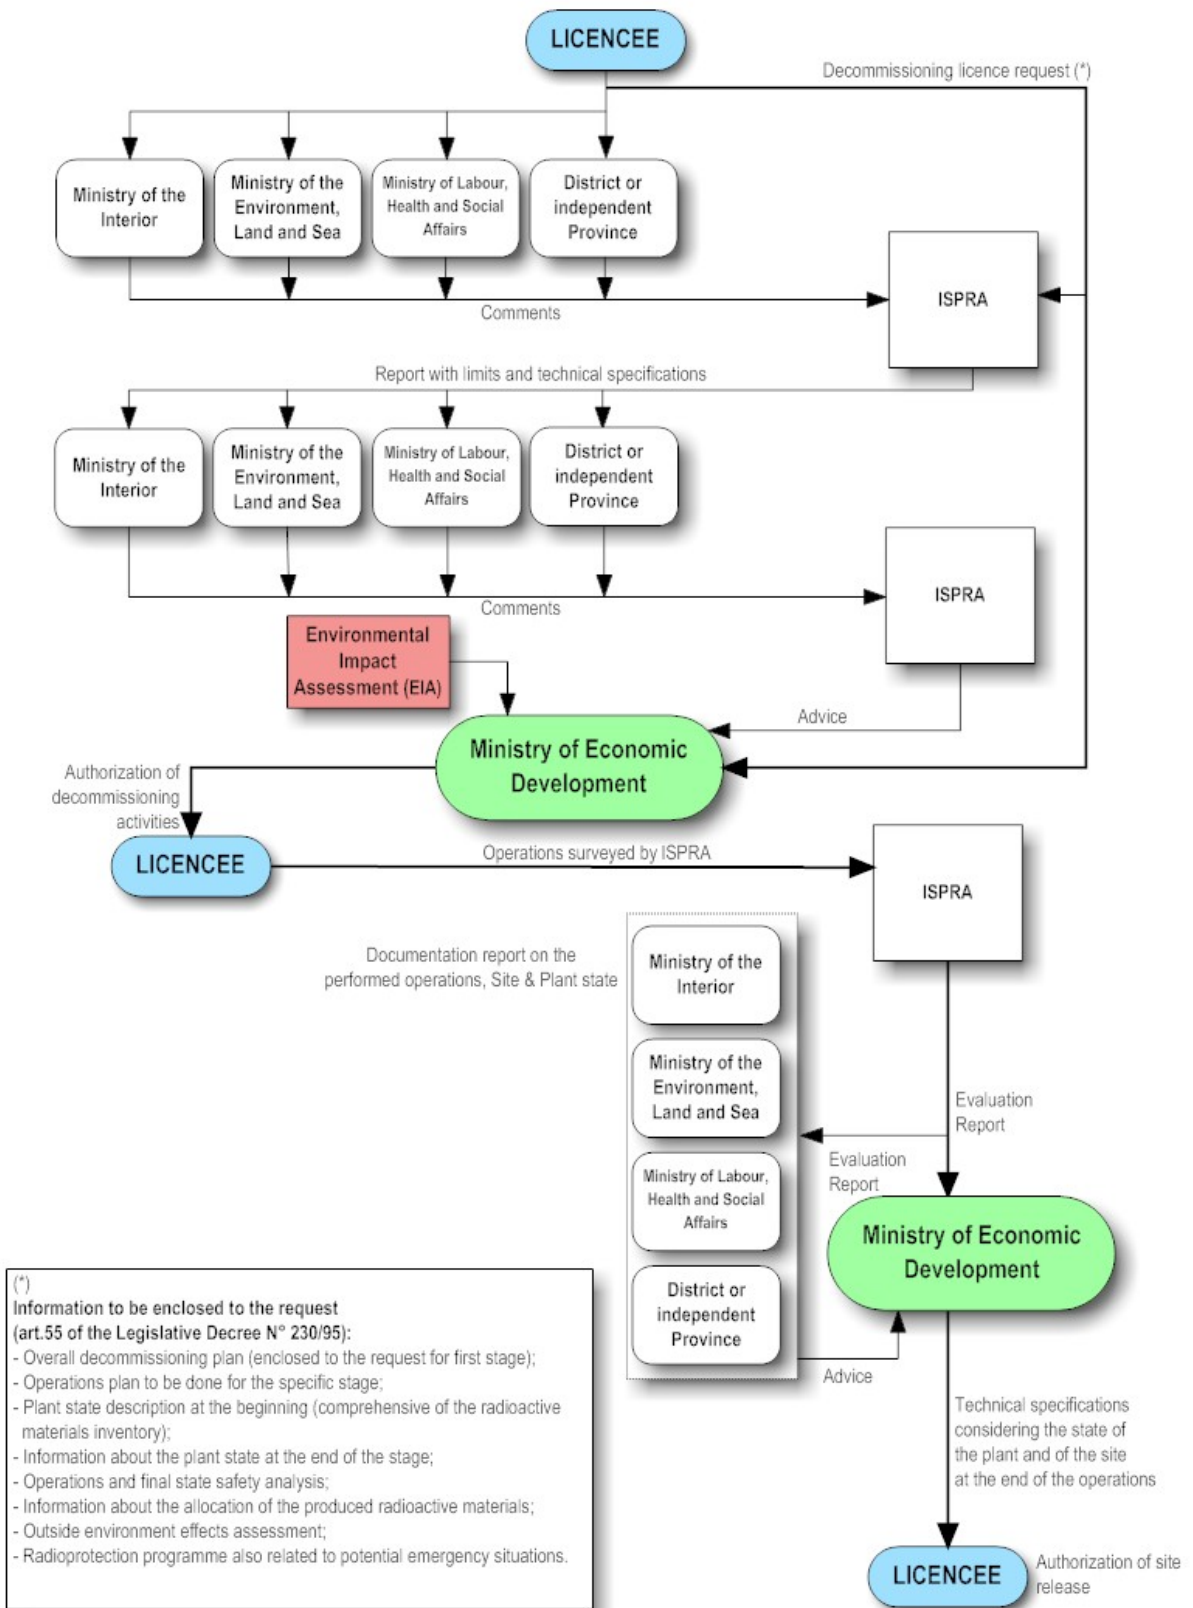 LICENCEE
Decommissioning licence request (*)
Ministry of the
Interior
Ministry of the
Environment,
Land and Sea
Ministry of Labour,
Health and Social
Affairs
District or
independent
Province
ISPRA
Comments
Report with limits and technical specifications
Ministry of the
Interior
Ministry of the
Environment,
Land and Sea
Ministry of Labour,
Health and Social
Affairs
District or
independent
Province
ISPRA
Comments
Environmental
Impact
Assessment (EIA)
Advice
Ministry of Economic
Development
Authorization of
decommissioning
activities
LICENCEE
Operations surveyed by ISPRA
ISPRA
Documentation report on the
performed operations, Site & Plant state
Ministry of the
Interior
Ministry of the
Environment,
Land and Sea
Ministry of Labour,
Health and Social
Affairs
District or
independent
Province
Evaluation
Report
Evaluation
Report
Ministry of Economic
Development
Advice
Technical specifications
considering the state of
the plant and of the site
at the end of the operations
LICENCEE
Authorization of site
release
(*)
Information to be enclosed to the request
(art.55 of the Legislative Decree N° 230/95):
- Overall decommissioning plan (enclosed to the request for first stage);
- Operations plan to be done for the specific stage;
- Plant state description at the beginning (comprehensive of the radioactive
materials inventory);
- Information about the plant state at the end of the stage;
- Operations and final state safety analysis;
- Information about the allocation of the produced radioactive materials;
- Outside environment effects assessment;
- Radioprotection programme also related to potential emergency situations.